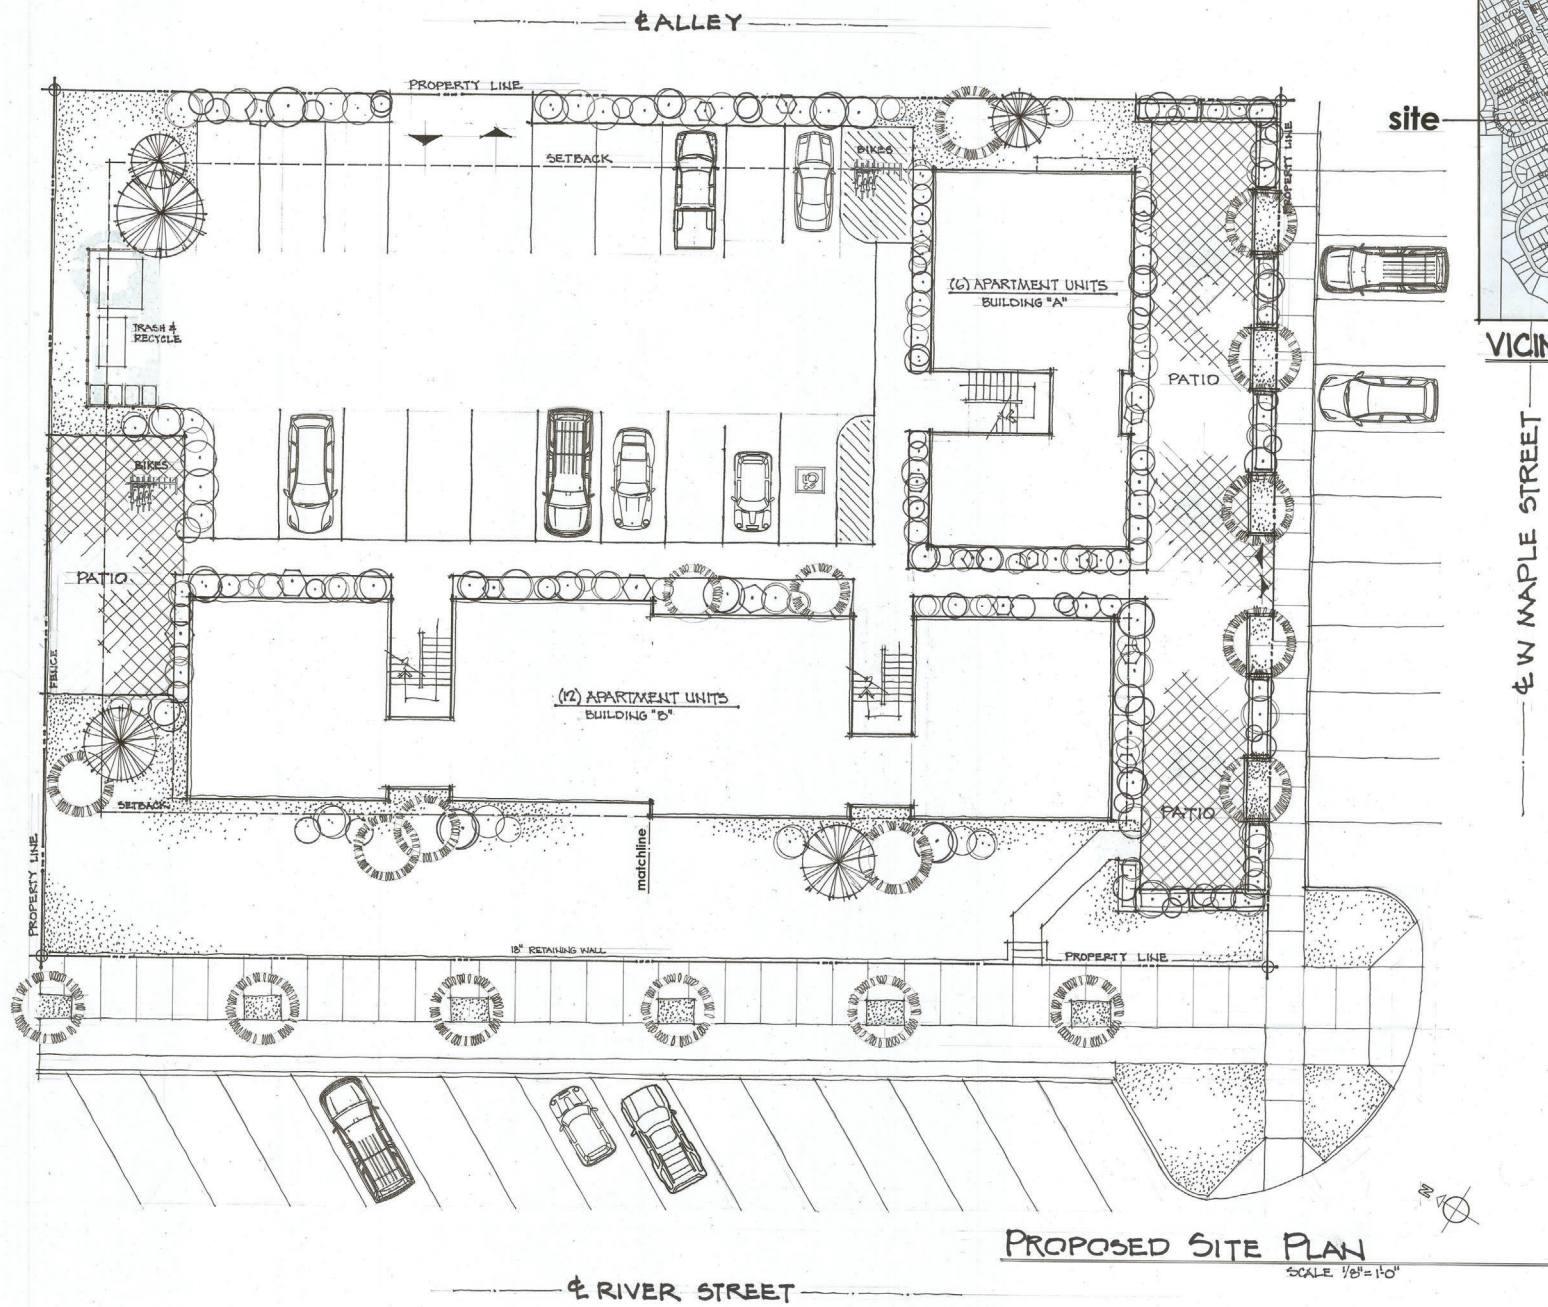 ℄ ALLEY
PROPERTY LINE
site
SETBACK
BIKES
PROPERTY LINE
(6) APARTMENT UNITS
BUILDING "A"
TRASH &
RECYCLE
VICIN
PATIO
BIKES
℄ W MAPLE STREET
PATIO
FENCE
(12) APARTMENT UNITS
BUILDING "B"
SETBACK
PATIO
matchline
PROPERTY LINE
18" RETAINING WALL
PROPERTY LINE
N
PROPOSED SITE PLAN
SCALE 1/8"=1'-0"
℄ RIVER STREET